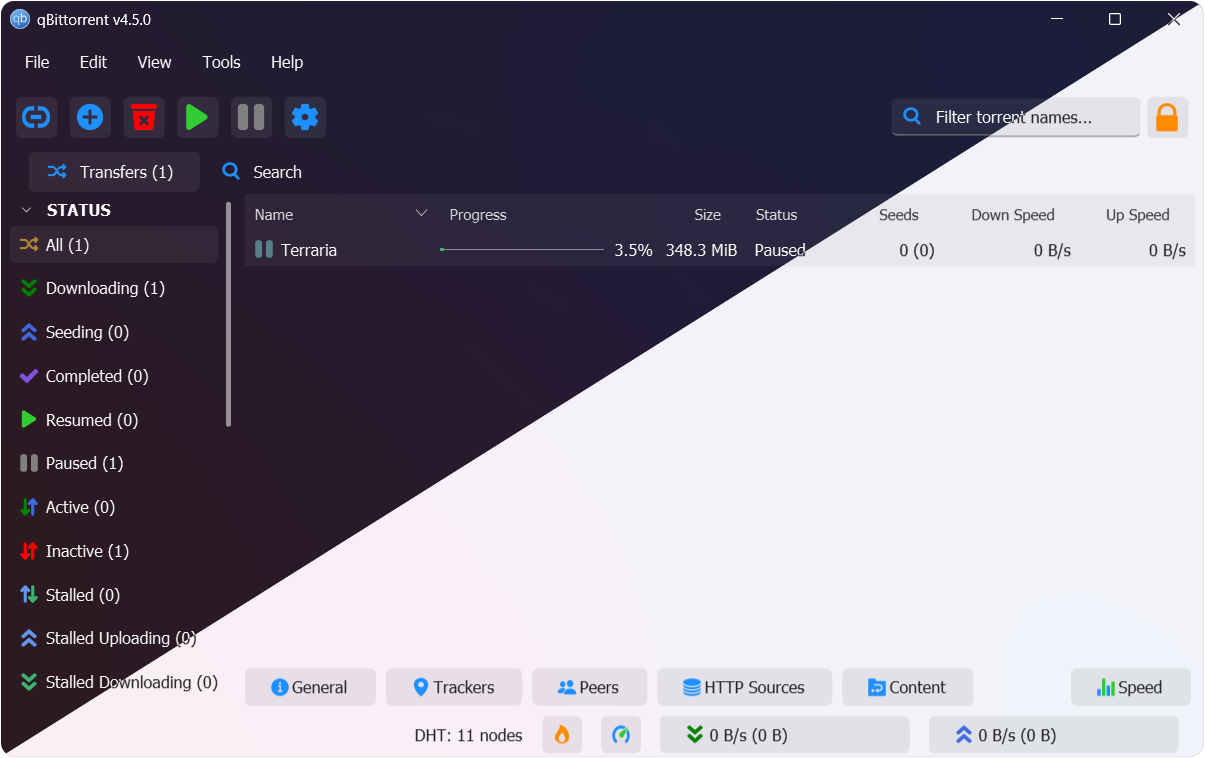 qb qBittorrent v4.5.0
File Edit View Tools Help
Filter torrent names...
Transfers (1) Search
STATUS
Name Progress Size Status Seeds Down Speed Up Speed
All (1)
Terraria 3.5% 348.3 MiB Paused 0 (0) 0 B/s 0 B/s
Downloading (1)
Seeding (0)
Completed (0)
Resumed (0)
Paused (1)
Active (0)
Inactive (1)
Stalled (0)
Stalled Uploading (0)
Stalled Downloading (0)
General Trackers Peers HTTP Sources Content Speed
DHT: 11 nodes 0 B/s (0 B) 0 B/s (0 B)